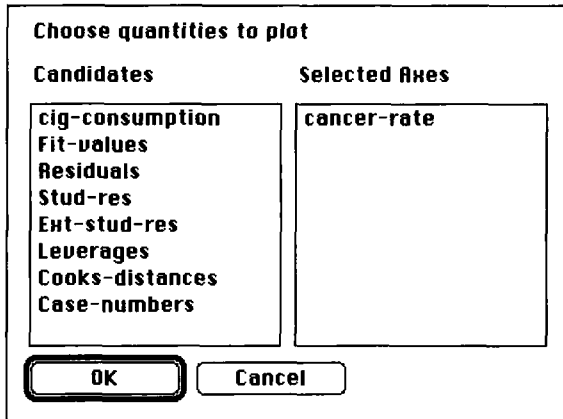 Choose quantities to plot
Candidates
Selected Axes
cig-consumption
Fit-values
Residuals
Stud-res
Ext-stud-res
Leverages
Cooks-distances
Case-numbers
cancer-rate
OK
Cancel